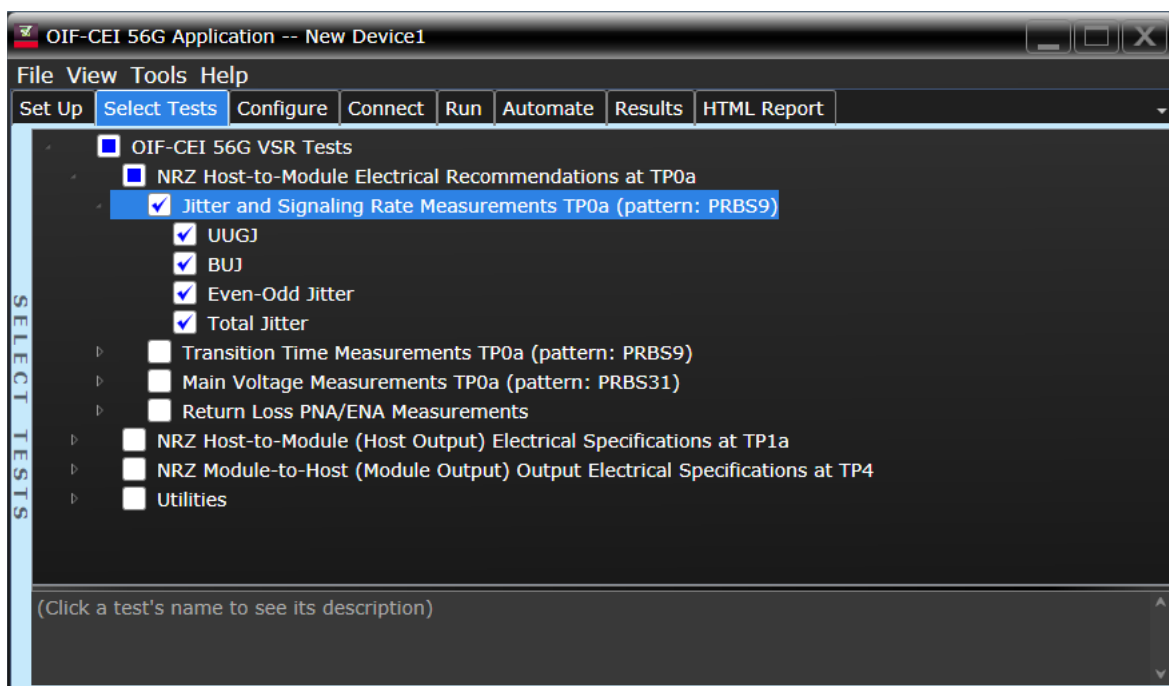 OIF-CEI 56G Application -- New Device1
File View Tools Help
Set Up Select Tests Configure Connect Run Automate Results HTML Report
OIF-CEI 56G VSR Tests
NRZ Host-to-Module Electrical Recommendations at TP0a
Jitter and Signaling Rate Measurements TP0a (pattern: PRBS9)
UUGJ
BUJ
Even-Odd Jitter
Total Jitter
Transition Time Measurements TP0a (pattern: PRBS9)
Main Voltage Measurements TP0a (pattern: PRBS31)
Return Loss PNA/ENA Measurements
NRZ Host-to-Module (Host Output) Electrical Specifications at TP1a
NRZ Module-to-Host (Module Output) Output Electrical Specifications at TP4
Utilities
SELECT TESTS
(Click a test's name to see its description)